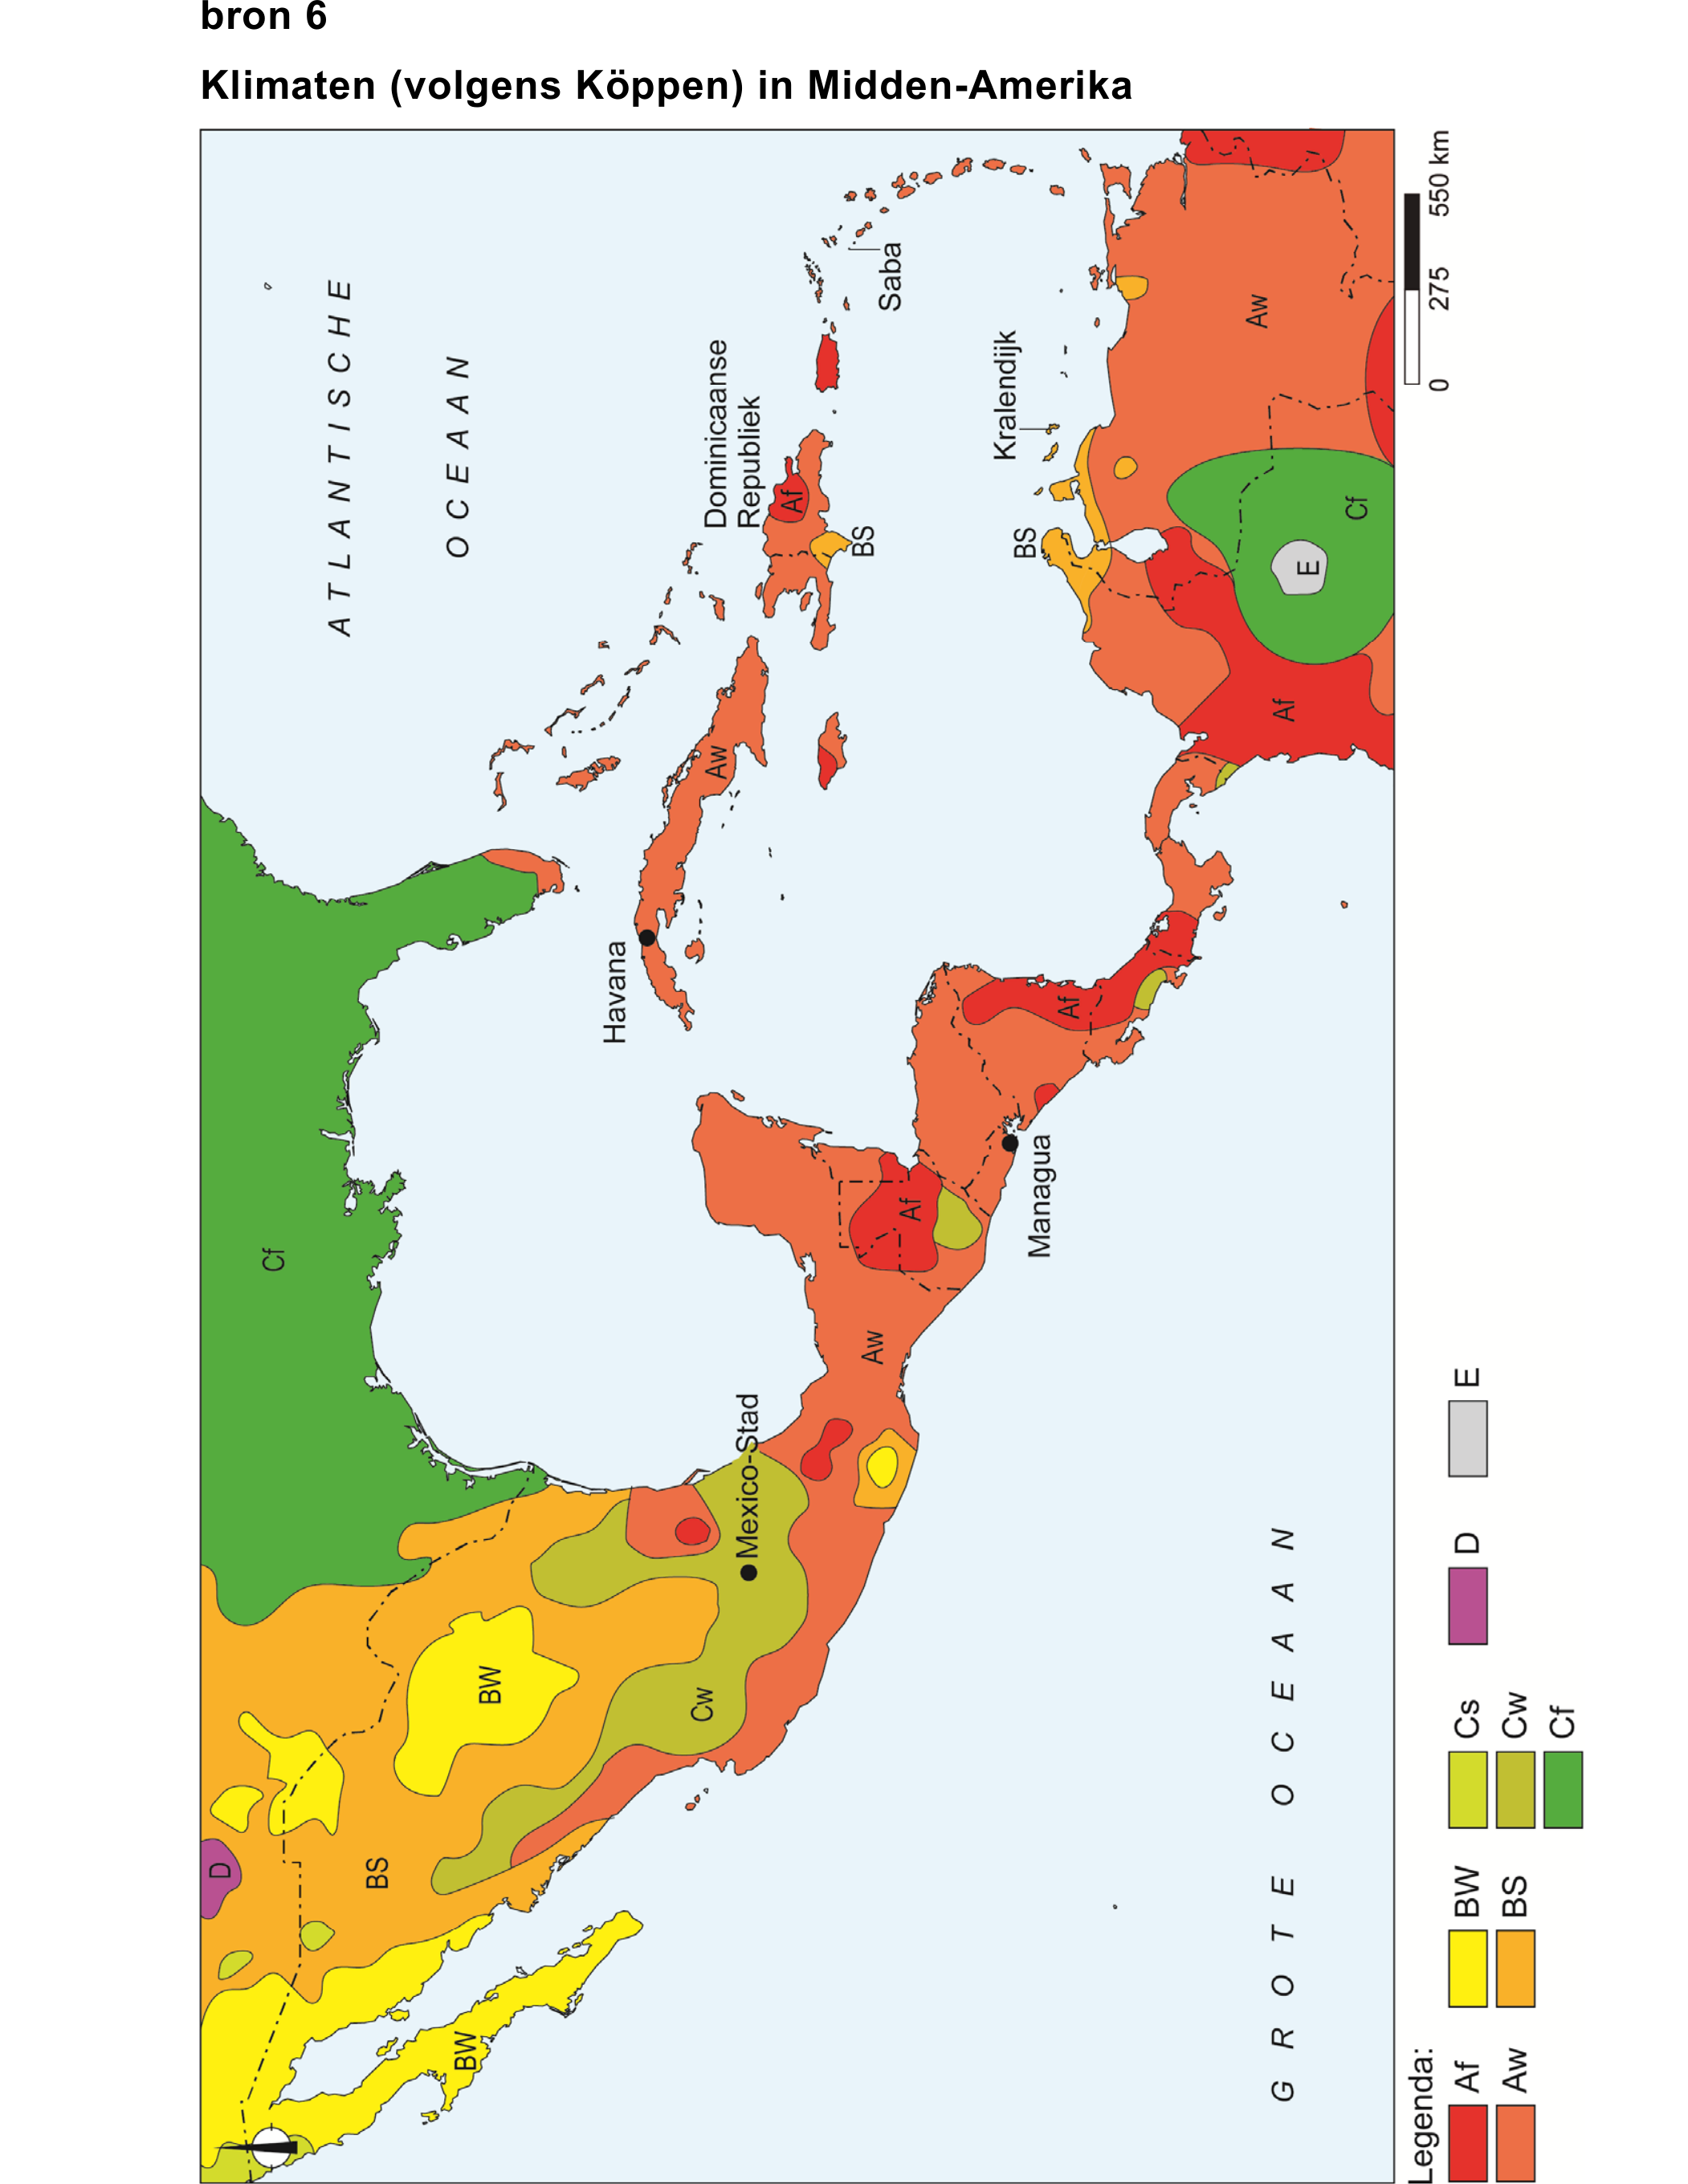 bron 6
Klimaten (volgens Köppen) in Midden-Amerika
ATLANTISCHE
OCEAAN
D
BS
BW
BW
Cf
Cw
Mexico-Stad
Aw
Af
Managua
Af
Havana
Aw
Dominicaanse
Republiek
Af
BS
Saba
Kralendijk
BS
Aw
Af
E
Cf
GROTE OCEAAN
0 275 550 km
Legenda:
Af
Aw
BW
BS
Cs
Cw
Cf
D
E